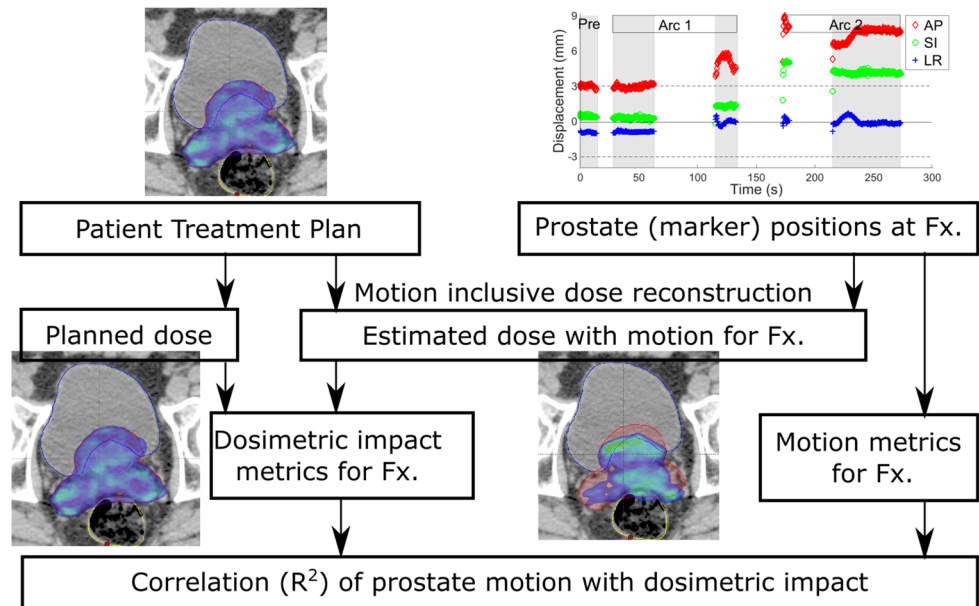 9
6
3
0
-3
Displacement (mm)
Pre
Arc 1
Arc 2
AP
SI
LR
0
50
100
150
200
250
300
Time (s)
Patient Treatment Plan
Prostate (marker) positions at Fx.
Motion inclusive dose reconstruction
Planned dose
Estimated dose with motion for Fx.
Dosimetric impact
metrics for Fx.
Motion metrics
for Fx.
Correlation (R²) of prostate motion with dosimetric impact